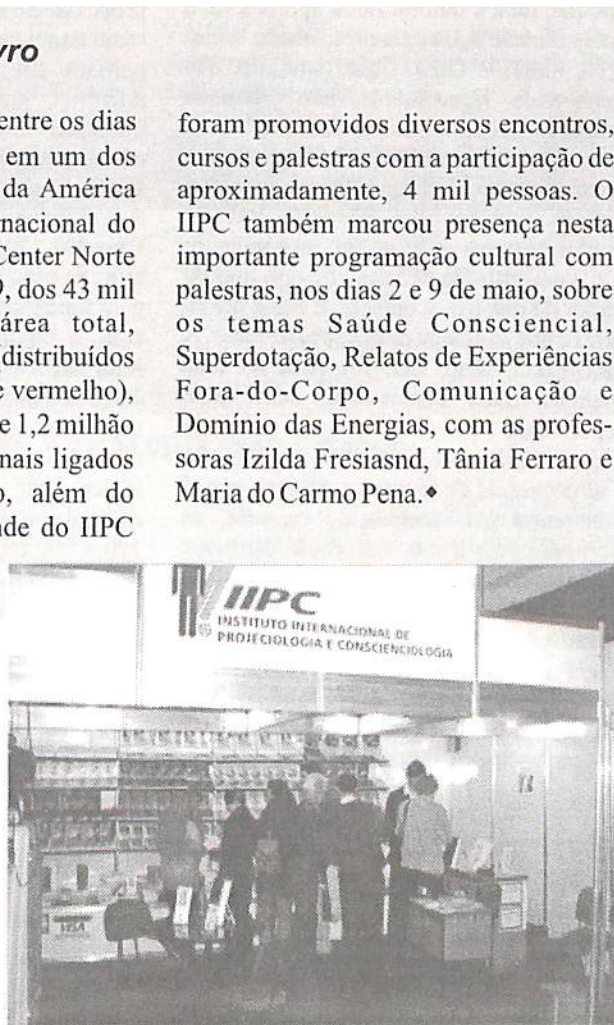 vro
entre os dias
em um dos
da América
nacional do
Center Norte
9, dos 43 mil
área total,
distribuídos
e vermelho),
e 1,2 milhão
nais ligados
o, além do
de do IIPC
foram promovidos diversos encontros,
cursos e palestras com a participação de
aproximadamente, 4 mil pessoas. O
IIPC também marcou presença nesta
importante programação cultural com
palestras, nos dias 2 e 9 de maio, sobre
os temas Saúde Consciencial,
Superdotação, Relatos de Experiências
Fora-do-Corpo, Comunicação e
Domínio das Energias, com as profes-
soras Izilda Fresiasnd, Tânia Ferraro e
Maria do Carmo Pena.◆
IIPC
INSTITUTO INTERNACIONAL DE
PROJECIOLOGIA E CONSCIENCIOLOGIA
VISA